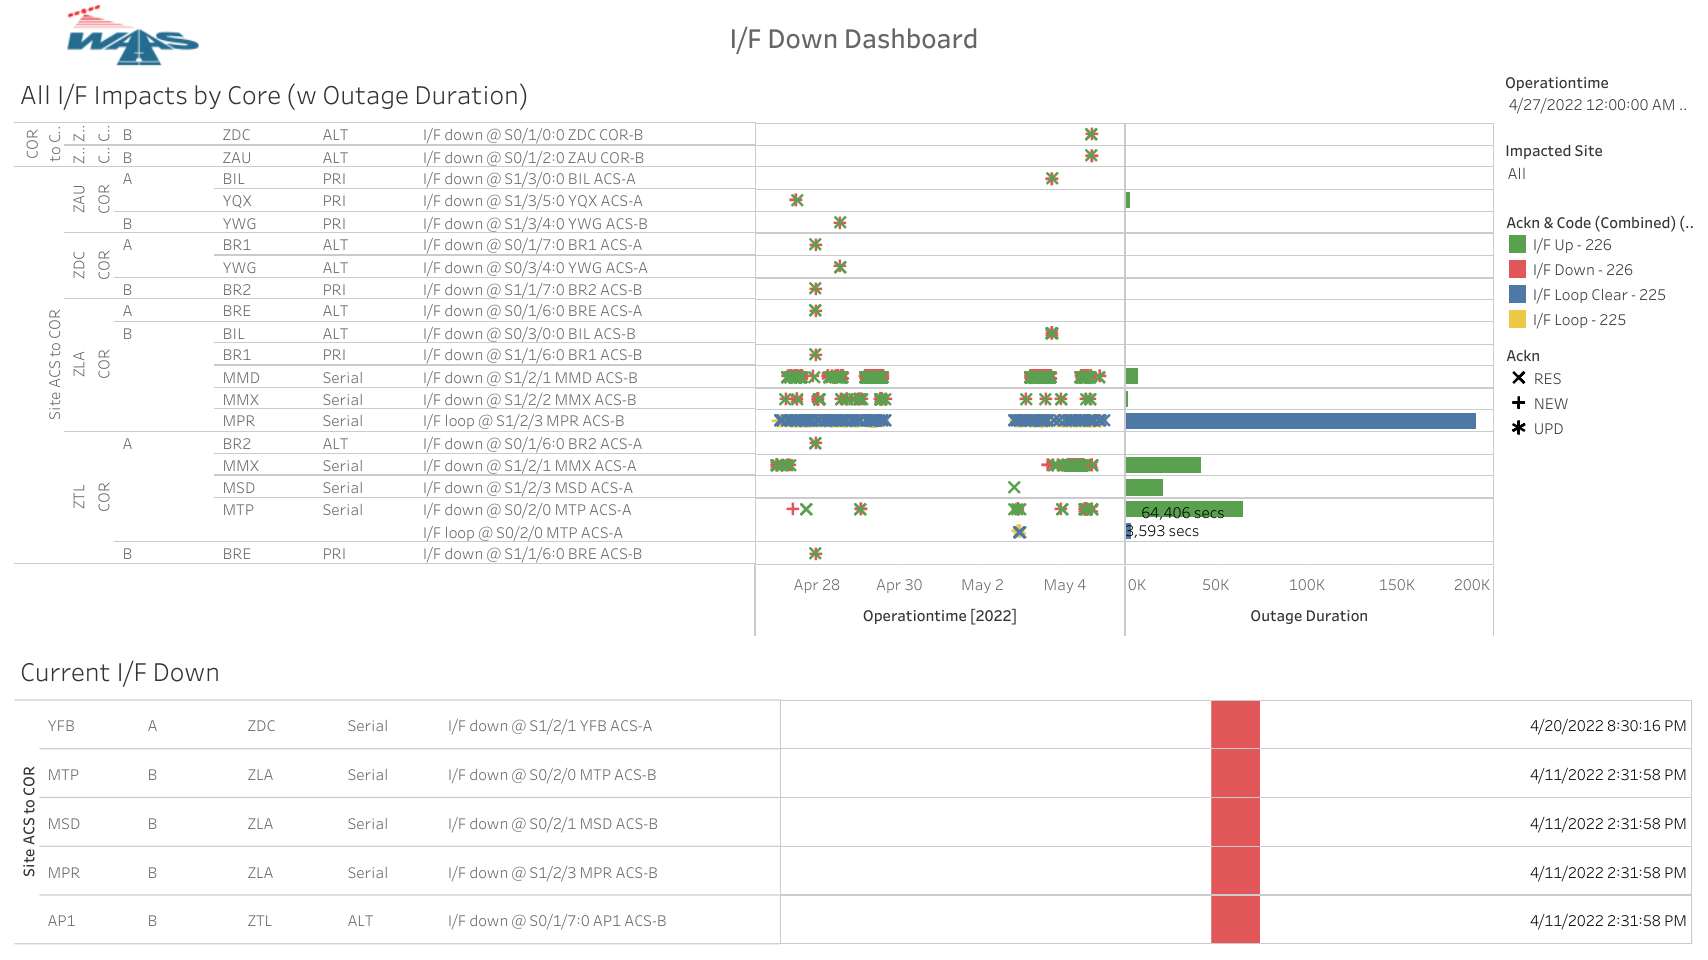 WAAS
I/F Down Dashboard
All I/F Impacts by Core (w Outage Duration)
COR to C.. Z.. C.. B ZDC ALT I/F down @ S0/1/0:0 ZDC COR-B
Z.. C.. B ZAU ALT I/F down @ S0/1/2:0 ZAU COR-B
Site ACS to COR ZAU COR A BIL PRI I/F down @ S1/3/0:0 BIL ACS-A
YQX PRI I/F down @ S1/3/5:0 YQX ACS-A
B YWG PRI I/F down @ S1/3/4:0 YWG ACS-B
ZDC COR A BR1 ALT I/F down @ S0/1/7:0 BR1 ACS-A
YWG ALT I/F down @ S0/3/4:0 YWG ACS-A
B BR2 PRI I/F down @ S1/1/7:0 BR2 ACS-B
ZLA COR A BRE ALT I/F down @ S0/1/6:0 BRE ACS-A
B BIL ALT I/F down @ S0/3/0:0 BIL ACS-B
BR1 PRI I/F down @ S1/1/6:0 BR1 ACS-B
MMD Serial I/F down @ S1/2/1 MMD ACS-B
MMX Serial I/F down @ S1/2/2 MMX ACS-B
MPR Serial I/F loop @ S1/2/3 MPR ACS-B
ZTL COR A BR2 ALT I/F down @ S0/1/6:0 BR2 ACS-A
MMX Serial I/F down @ S1/2/1 MMX ACS-A
MSD Serial I/F down @ S1/2/3 MSD ACS-A
MTP Serial I/F down @ S0/2/0 MTP ACS-A 64,406 secs
I/F loop @ S0/2/0 MTP ACS-A 3,593 secs
B BRE PRI I/F down @ S1/1/6:0 BRE ACS-B
Apr 28 Apr 30 May 2 May 4 0K 50K 100K 150K 200K
Operationtime [2022] Outage Duration
Operationtime
4/27/2022 12:00:00 AM ..
Impacted Site
All
Ackn & Code (Combined) (..
I/F Up - 226
I/F Down - 226
I/F Loop Clear - 225
I/F Loop - 225
Ackn
RES
NEW
UPD
Current I/F Down
Site ACS to COR
YFB A ZDC Serial I/F down @ S1/2/1 YFB ACS-A 4/20/2022 8:30:16 PM
MTP B ZLA Serial I/F down @ S0/2/0 MTP ACS-B 4/11/2022 2:31:58 PM
MSD B ZLA Serial I/F down @ S0/2/1 MSD ACS-B 4/11/2022 2:31:58 PM
MPR B ZLA Serial I/F down @ S1/2/3 MPR ACS-B 4/11/2022 2:31:58 PM
AP1 B ZTL ALT I/F down @ S0/1/7:0 AP1 ACS-B 4/11/2022 2:31:58 PM